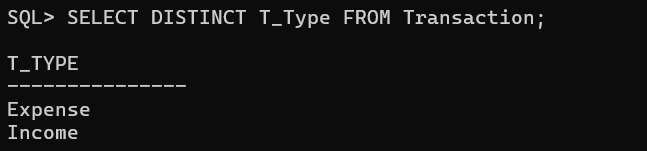 SQL> SELECT DISTINCT T_Type FROM Transaction;
T_TYPE
---------------
Expense
Income